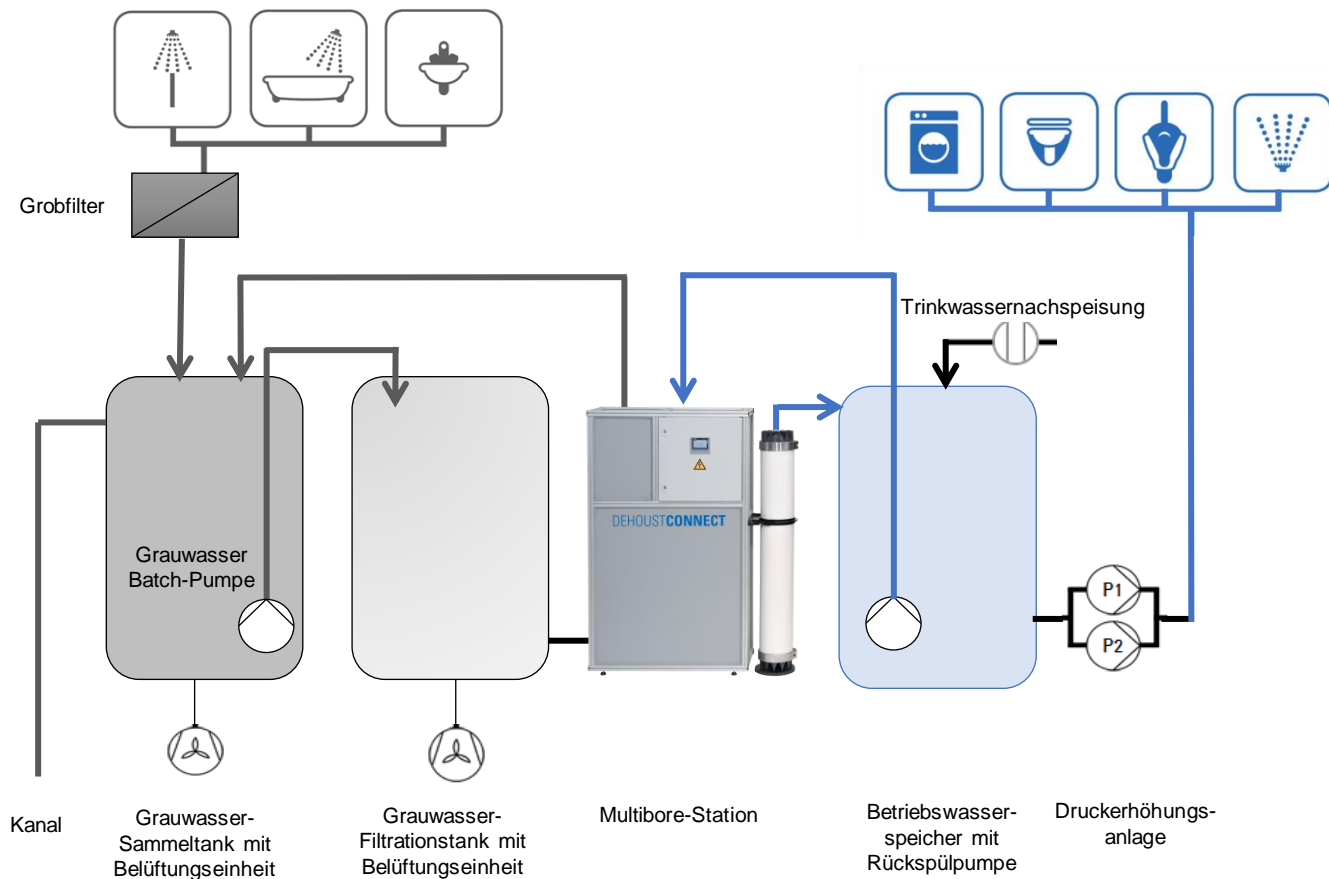 Grobfilter
Trinkwassernachspeisung
DEHOUSTCONNECT
Grauwasser
Batch-Pumpe
P1
P2
Kanal
Grauwasser-
Sammeltank mit
Belüftungseinheit
Grauwasser-
Filtrationstank mit
Belüftungseinheit
Multibore-Station
Betriebswasser-
speicher mit
Rückspülpumpe
Druckerhöhungs-
anlage